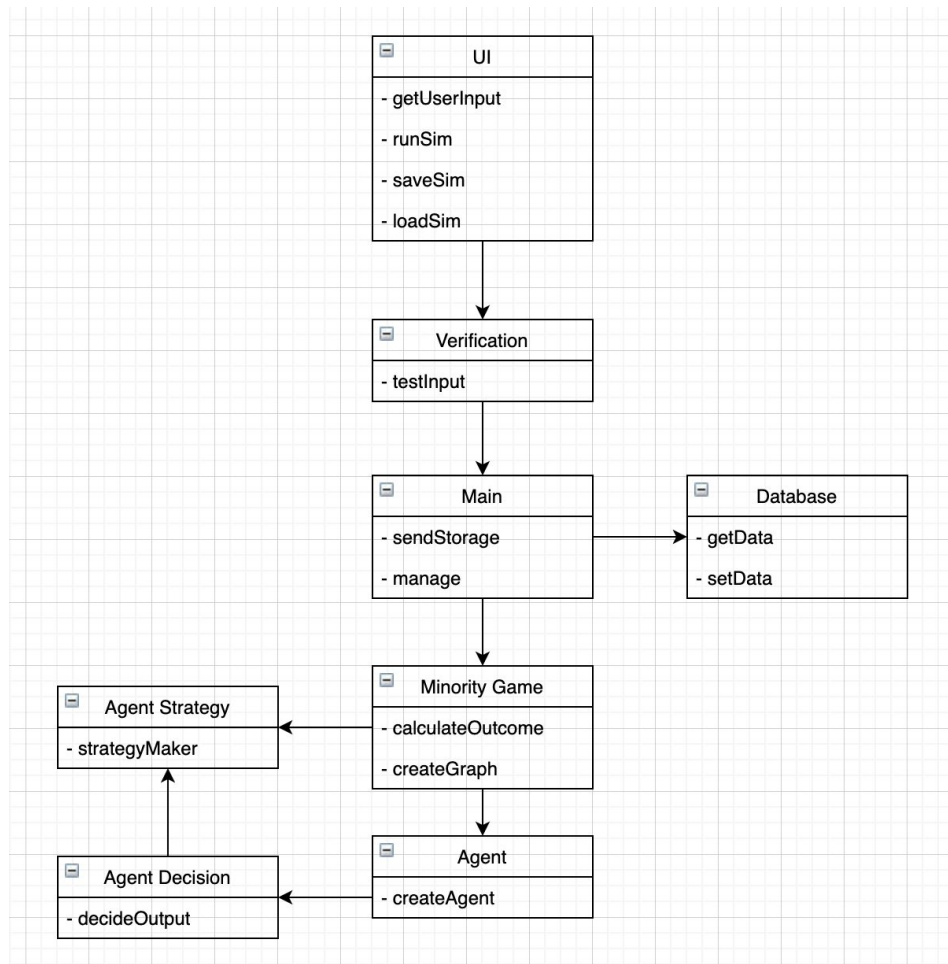 UI
- getUserInput
- runSim
- saveSim
- loadSim
Verification
- testInput
Main
- sendStorage
- manage
Database
- getData
- setData
Minority Game
- calculateOutcome
- createGraph
Agent Strategy
- strategyMaker
Agent
- createAgent
Agent Decision
- decideOutput